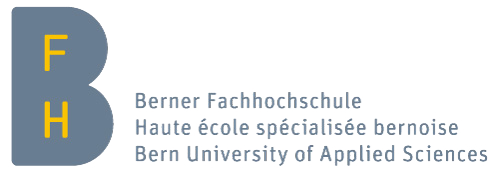 F
H
Berner Fachhochschule
Haute école spécialisée bernoise
Bern University of Applied Sciences